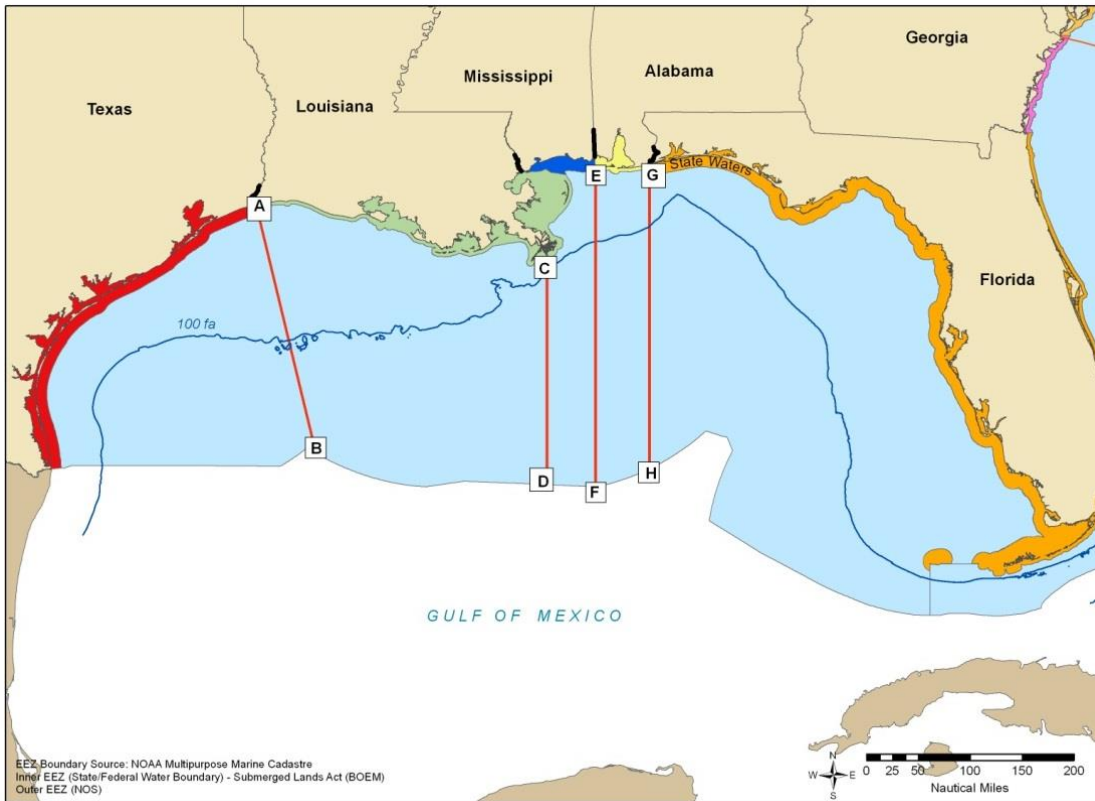 Georgia
Mississippi
Alabama
Texas
Louisiana
State Waters
E
G
A
C
Florida
100 fa
B
D
F
H
GULF OF MEXICO
EEZ Boundary Source: NOAA Multipurpose Marine Cadastre
Inner EEZ (State/Federal Water Boundary) - Submerged Lands Act (BOEM)
Outer EEZ (NOS)
N
W
E
S
0 25 50 100 150 200
Nautical Miles